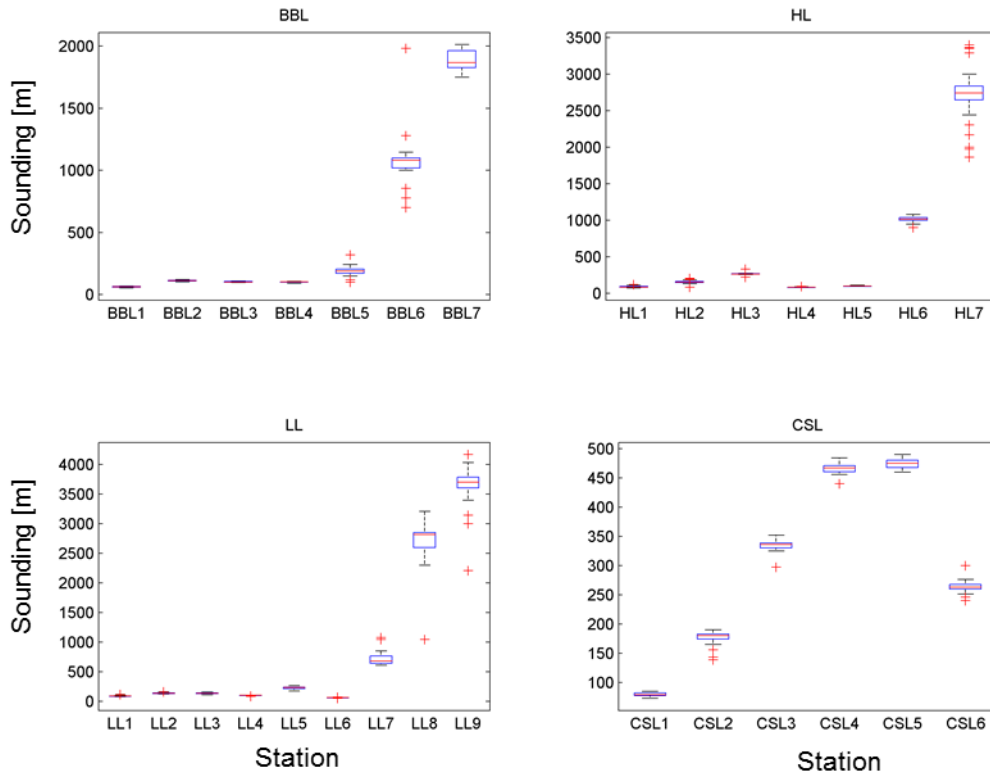 BBL
Sounding [m]
2000
1500
1000
500
0
BBL1 BBL2 BBL3 BBL4 BBL5 BBL6 BBL7
HL
3500
3000
2500
2000
1500
1000
500
0
HL1 HL2 HL3 HL4 HL5 HL6 HL7
LL
Sounding [m]
4000
3500
3000
2500
2000
1500
1000
500
0
LL1 LL2 LL3 LL4 LL5 LL6 LL7 LL8 LL9
Station
CSL
500
450
400
350
300
250
200
150
100
CSL1 CSL2 CSL3 CSL4 CSL5 CSL6
Station